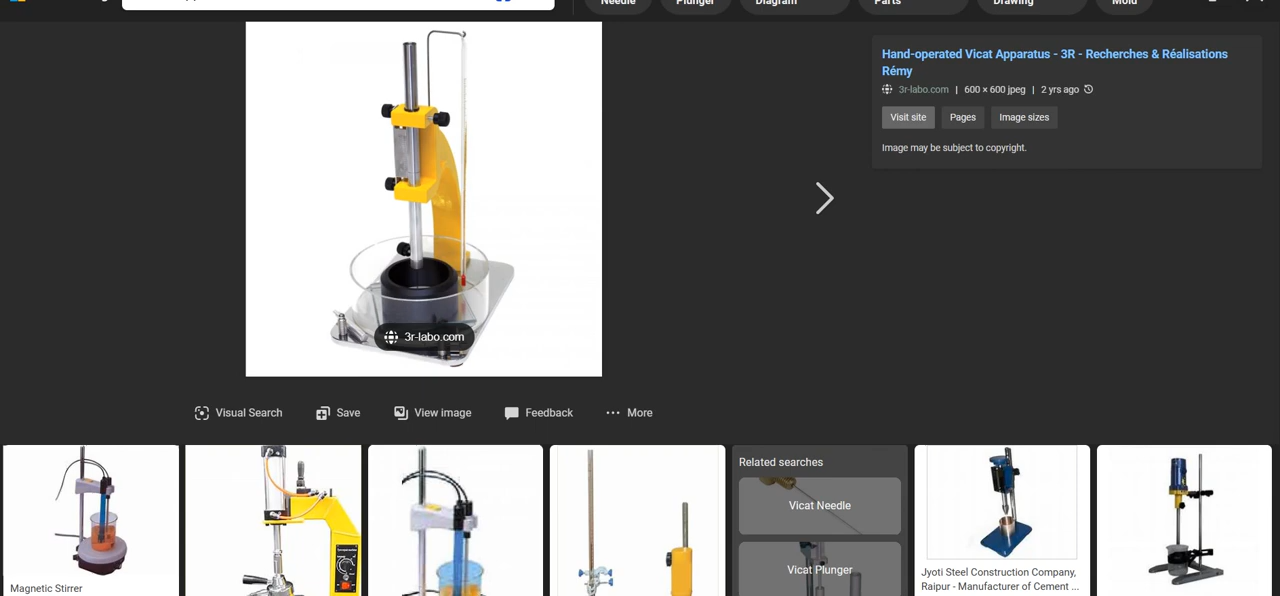 Needle
Plunger
Diagram
Parts
Drawing
Mold
Hand-operated Vicat Apparatus - 3R - Recherches & Réalisations
Rémy
3r-labo.com | 600 × 600 jpeg | 2 yrs ago
Visit site
Pages
Image sizes
Image may be subject to copyright.
3r-labo.com
Visual Search
Save
View image
Feedback
More
Related searches
Vicat Needle
Vicat Plunger
Magnetic Stirrer
Jyoti Steel Construction Company,
Raipur - Manufacturer of Cement ...